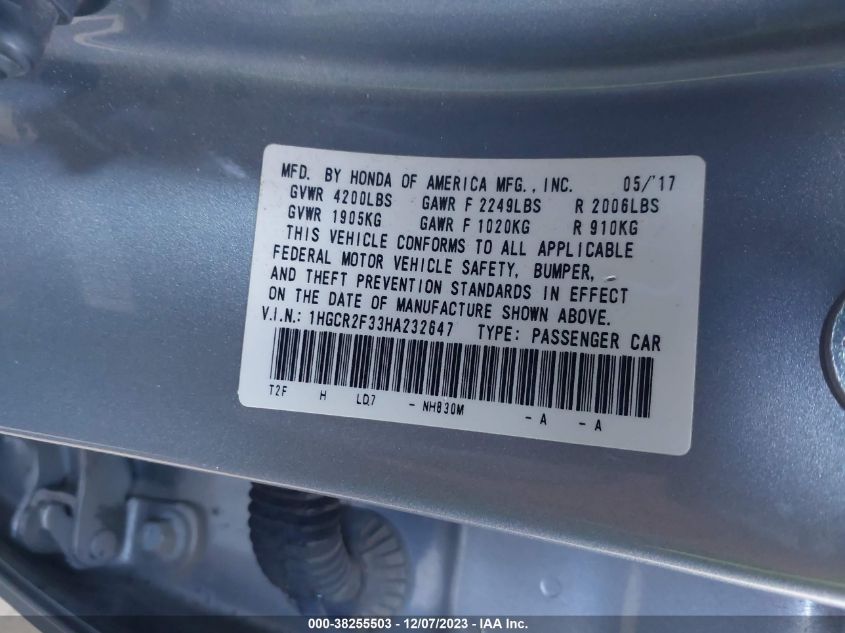 MFD. BY HONDA OF AMERICA MFG., INC. 05/'17
GVWR 4200LBS GAWR F 2249LBS R 2006LBS
GVWR 1905KG GAWR F 1020KG R 910KG
THIS VEHICLE CONFORMS TO ALL APPLICABLE
FEDERAL MOTOR VEHICLE SAFETY, BUMPER,
AND THEFT PREVENTION STANDARDS IN EFFECT
ON THE DATE OF MANUFACTURE SHOWN ABOVE.
V.I.N.: 1HGCR2F33HA232647 TYPE: PASSENGER CAR
T2F H LQ7 - NH830M - A - A
000-38255503 - 12/07/2023 - IAA Inc.